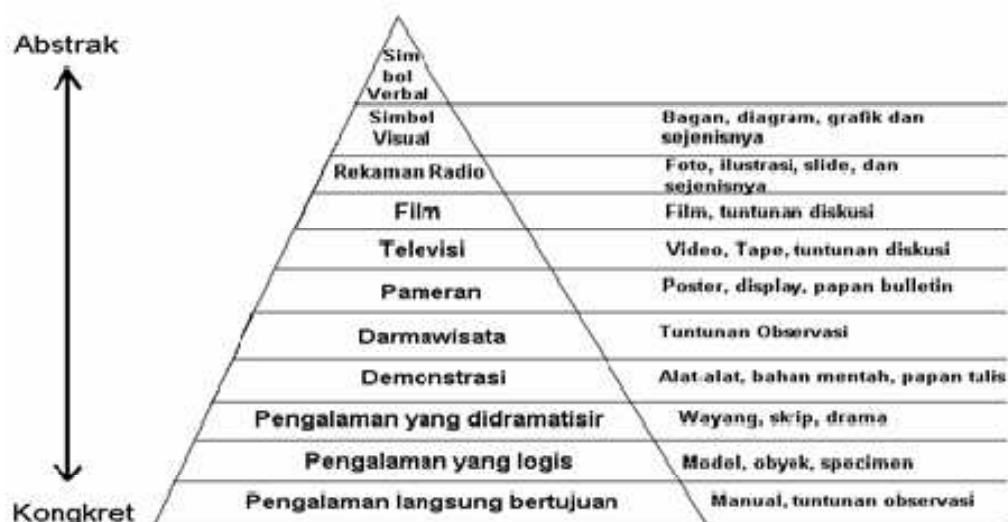 Abstrak
Sim
bol
Verbal
Simbol
Visual
Bagan, diagram, grafik dan
sejenisnya
Rekaman Radio
Foto, ilustrasi, slide, dan
sejenisnya
Film
Film, tuntunan diskusi
Televisi
Video, Tape, tuntunan diskusi
Pameran
Poster, display, papan bulletin
Darmawisata
Tuntunan Observasi
Demonstrasi
Alat-alat, bahan mentah, papan tulis
Pengalaman yang didramatisir
Wayang, skrip, drama
Pengalaman yang logis
Model, obyek, specimen
Pengalaman langsung bertujuan
Manual, tuntunan observasi
Kongkret